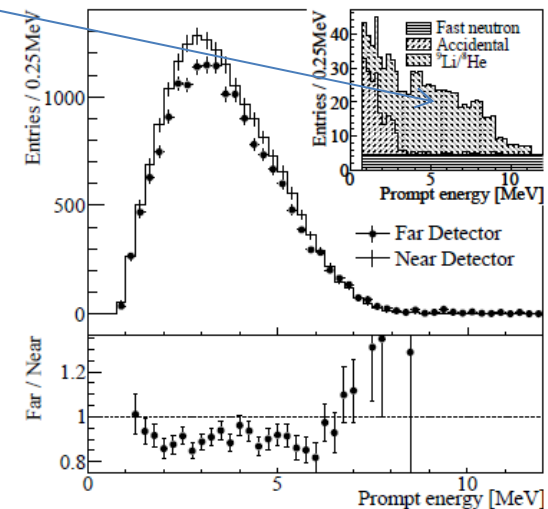 Entries / 0.25MeV
1000
500
0
Entries / 0.25MeV
40
30
20
10
0
Fast neutron
Accidental
⁹Li/⁸He
0
5
10
Prompt energy [MeV]
Far Detector
Near Detector
Far / Near
1.2
1
0.8
0
5
10
Prompt energy [MeV]